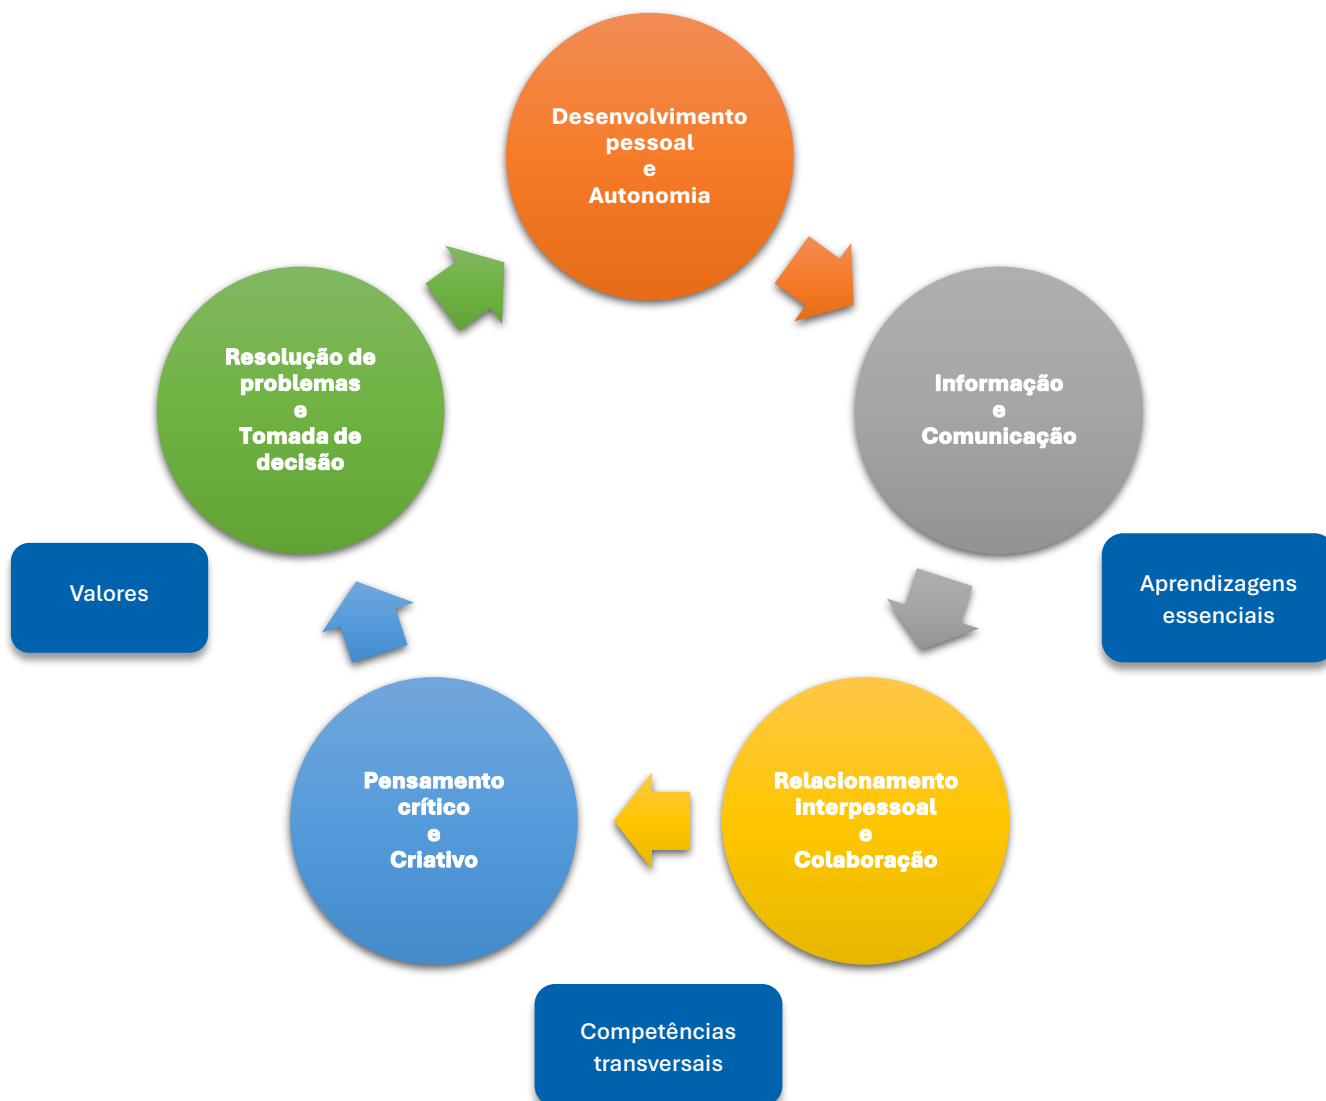 Desenvolvimento
pessoal
e
Autonomia
Informação
e
Comunicação
Relacionamento
interpessoal
e
Colaboração
Pensamento
crítico
e
Criativo
Resolução de
problemas
e
Tomada de
decisão
Valores
Aprendizagens
essenciais
Competências
transversais